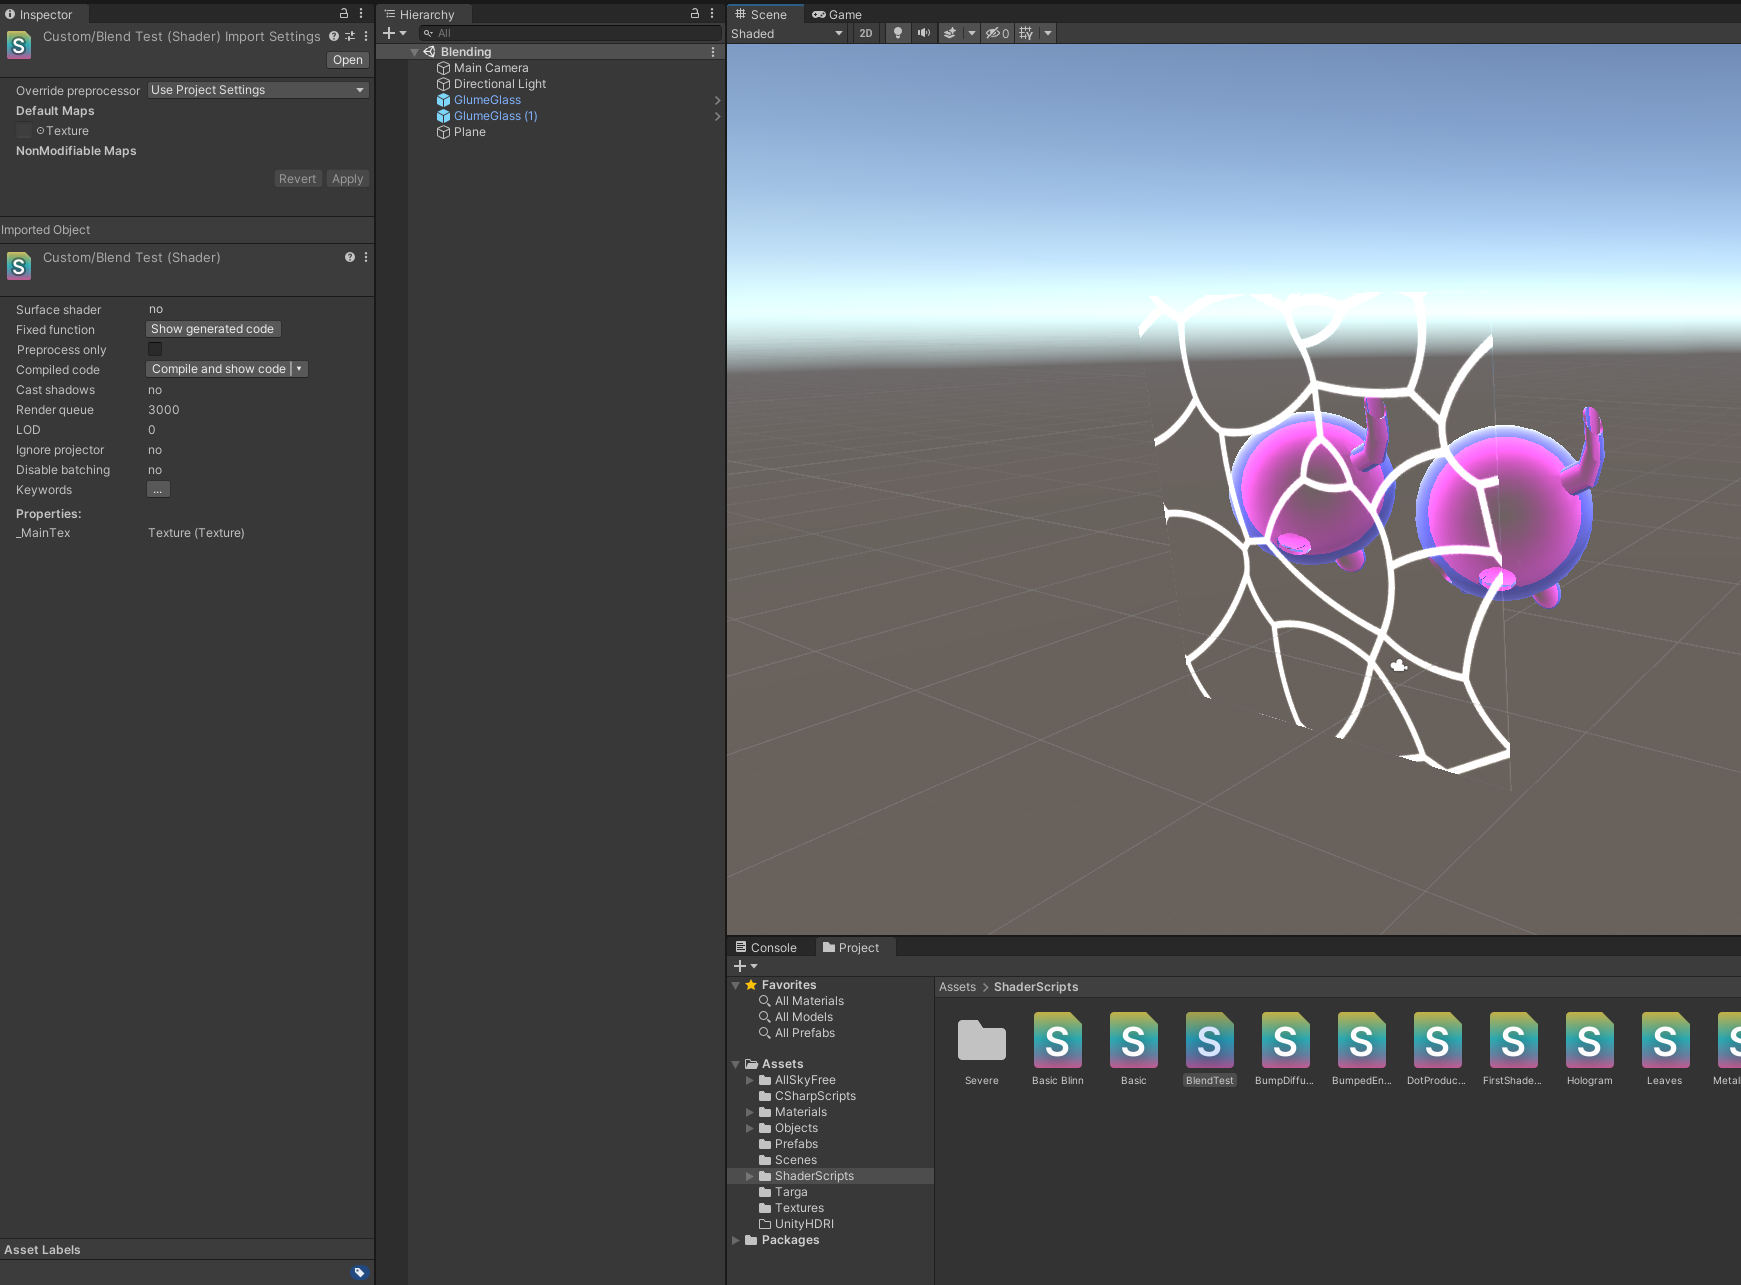 Inspector
Custom/Blend Test (Shader) Import Settings
Open
Override preprocessor Use Project Settings
Default Maps
Texture
NonModifiable Maps
Revert Apply
Imported Object
Custom/Blend Test (Shader)
Surface shader no
Fixed function Show generated code
Preprocess only
Compiled code Compile and show code
Cast shadows no
Render queue 3000
LOD 0
Ignore projector no
Disable batching no
Keywords ...
Properties:
_MainTex Texture (Texture)
Asset Labels
Hierarchy
All
Blending
Main Camera
Directional Light
GlumeGlass
GlumeGlass (1)
Plane
Scene Game
Shaded 2D 0
Console Project
Favorites
All Materials
All Models
All Prefabs
Assets
AllSkyFree
CSharpScripts
Materials
Objects
Prefabs
Scenes
ShaderScripts
Targa
Textures
UnityHDRI
Packages
Assets > ShaderScripts
S S S S S S S S S S
Severe Basic Blinn Basic BlendTest BumpDiffu... BumpedEn... DotProduc... FirstShade... Hologram Leaves Metal